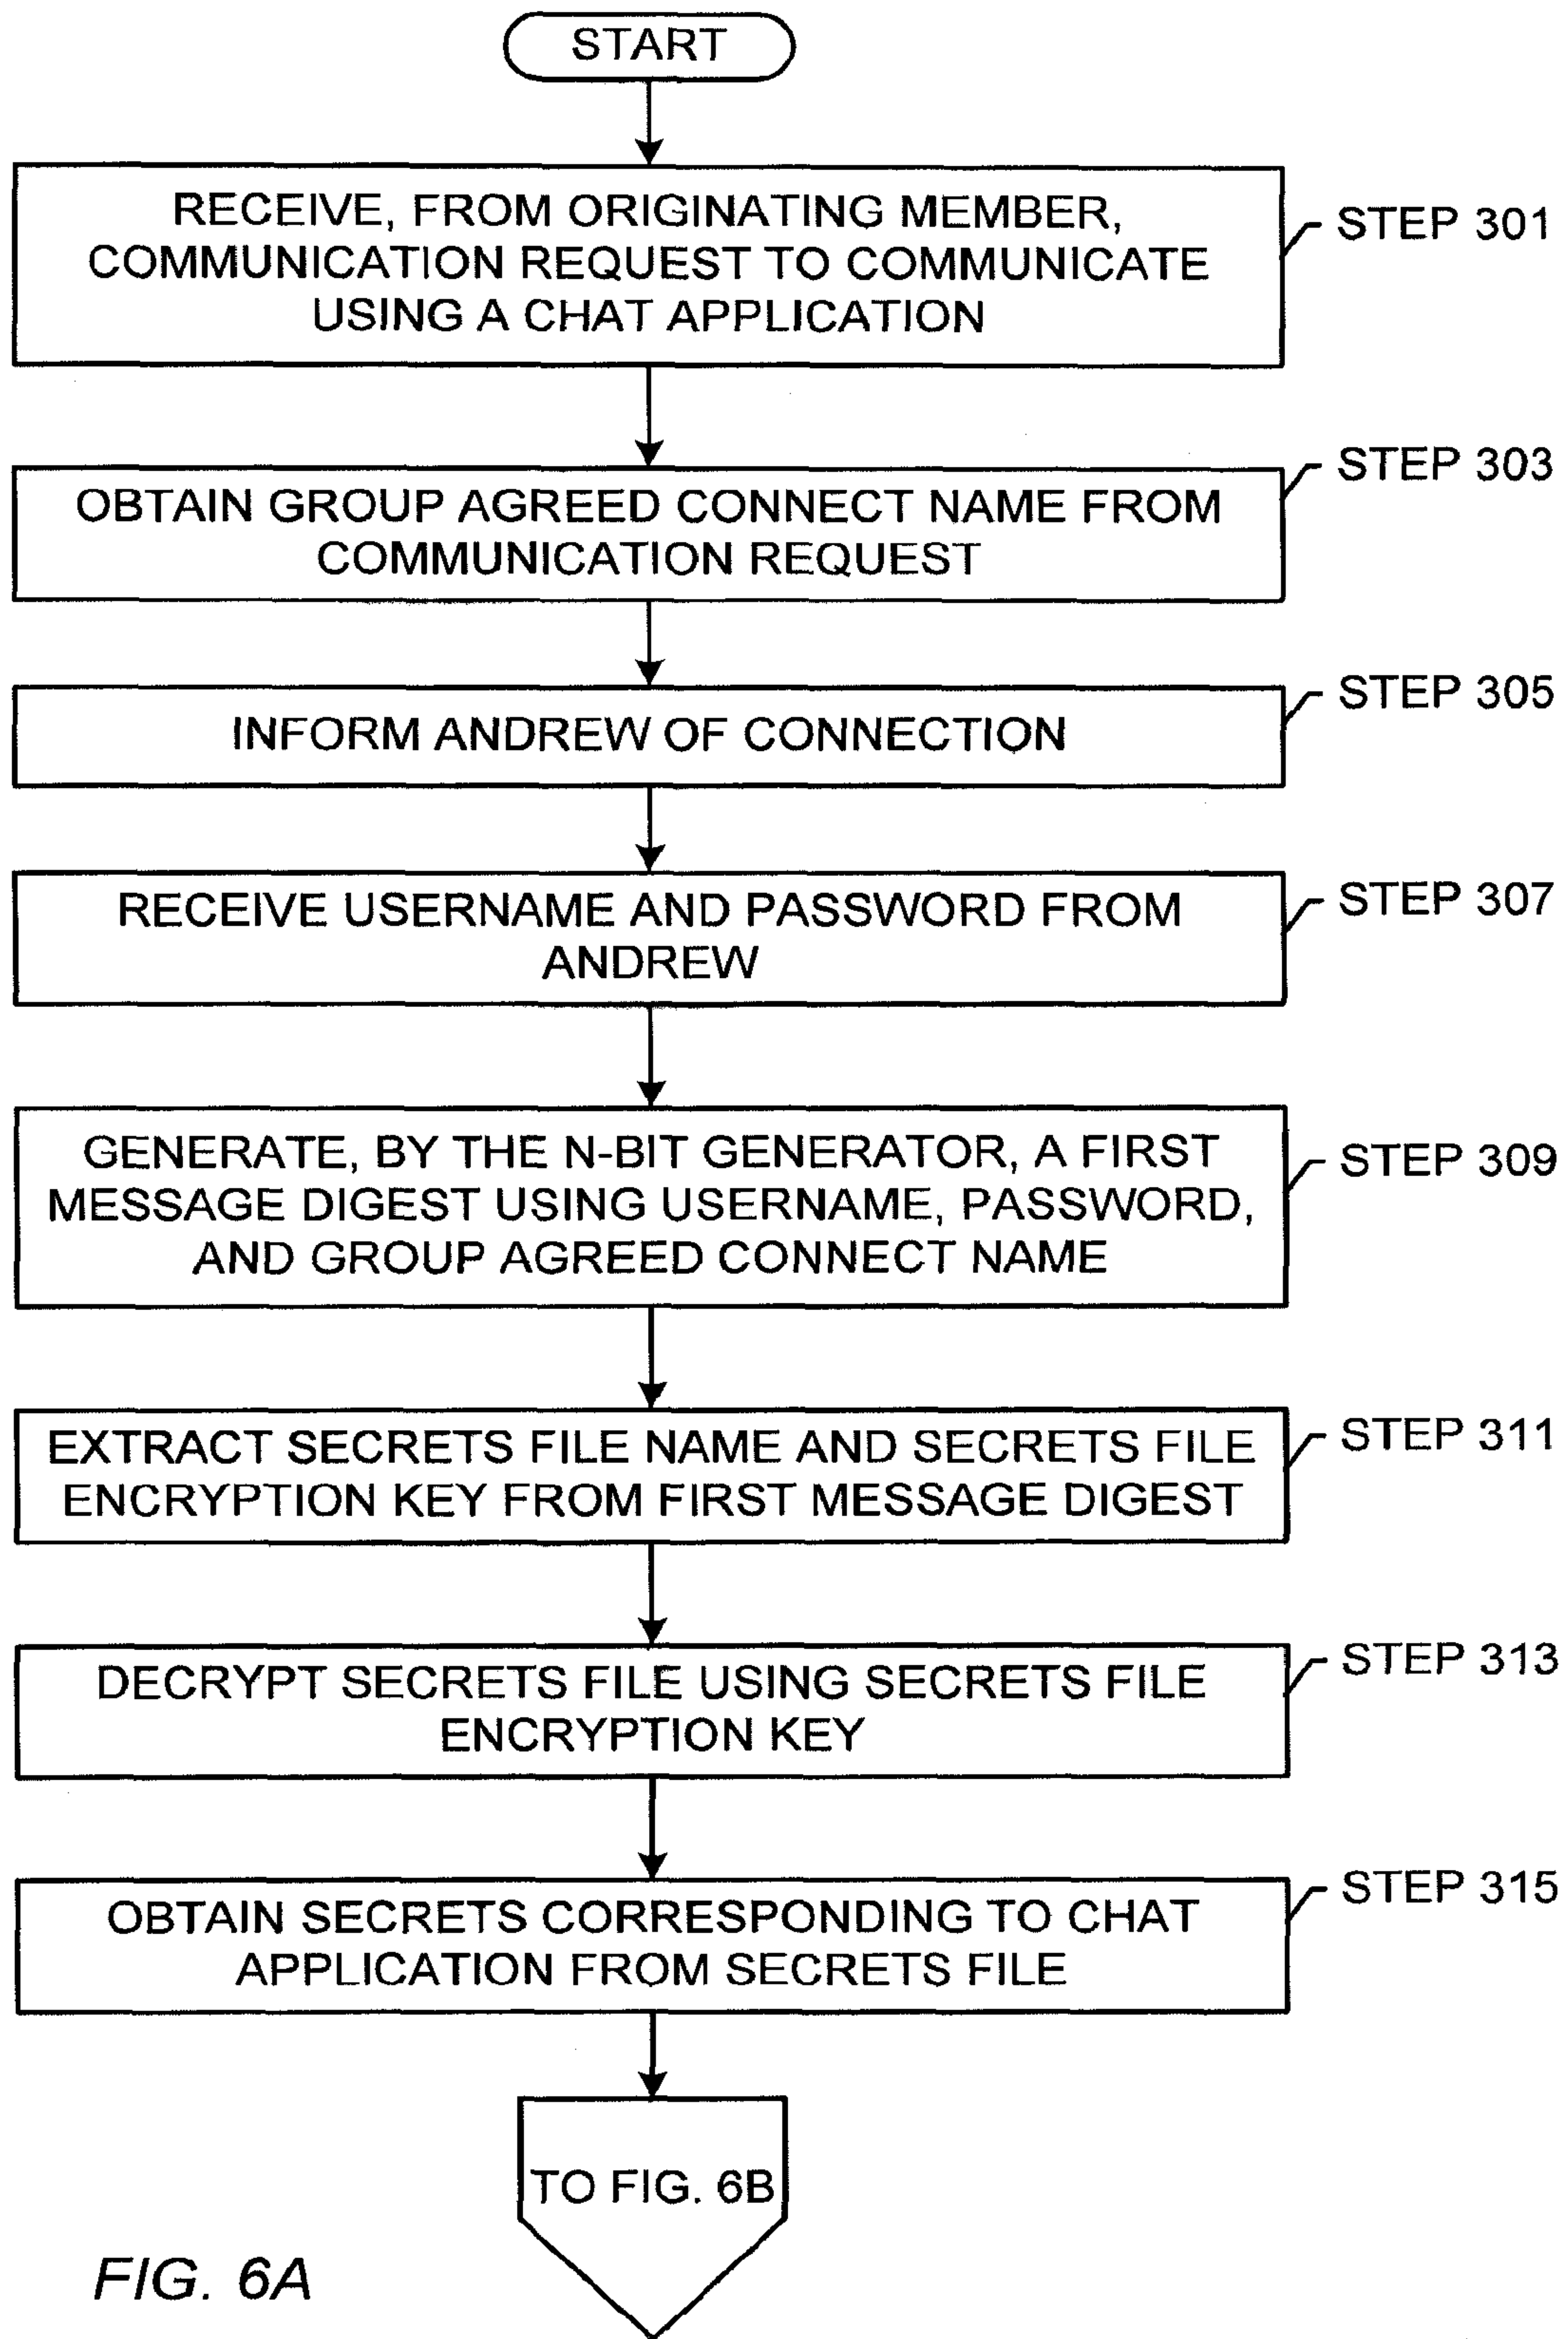 START
RECEIVE, FROM ORIGINATING MEMBER,
COMMUNICATION REQUEST TO COMMUNICATE
USING A CHAT APPLICATION
STEP 301
OBTAIN GROUP AGREED CONNECT NAME FROM
COMMUNICATION REQUEST
STEP 303
INFORM ANDREW OF CONNECTION
STEP 305
RECEIVE USERNAME AND PASSWORD FROM
ANDREW
STEP 307
GENERATE, BY THE N-BIT GENERATOR, A FIRST
MESSAGE DIGEST USING USERNAME, PASSWORD,
AND GROUP AGREED CONNECT NAME
STEP 309
EXTRACT SECRETS FILE NAME AND SECRETS FILE
ENCRYPTION KEY FROM FIRST MESSAGE DIGEST
STEP 311
DECRYPT SECRETS FILE USING SECRETS FILE
ENCRYPTION KEY
STEP 313
OBTAIN SECRETS CORRESPONDING TO CHAT
APPLICATION FROM SECRETS FILE
STEP 315
TO FIG. 6B
FIG. 6A